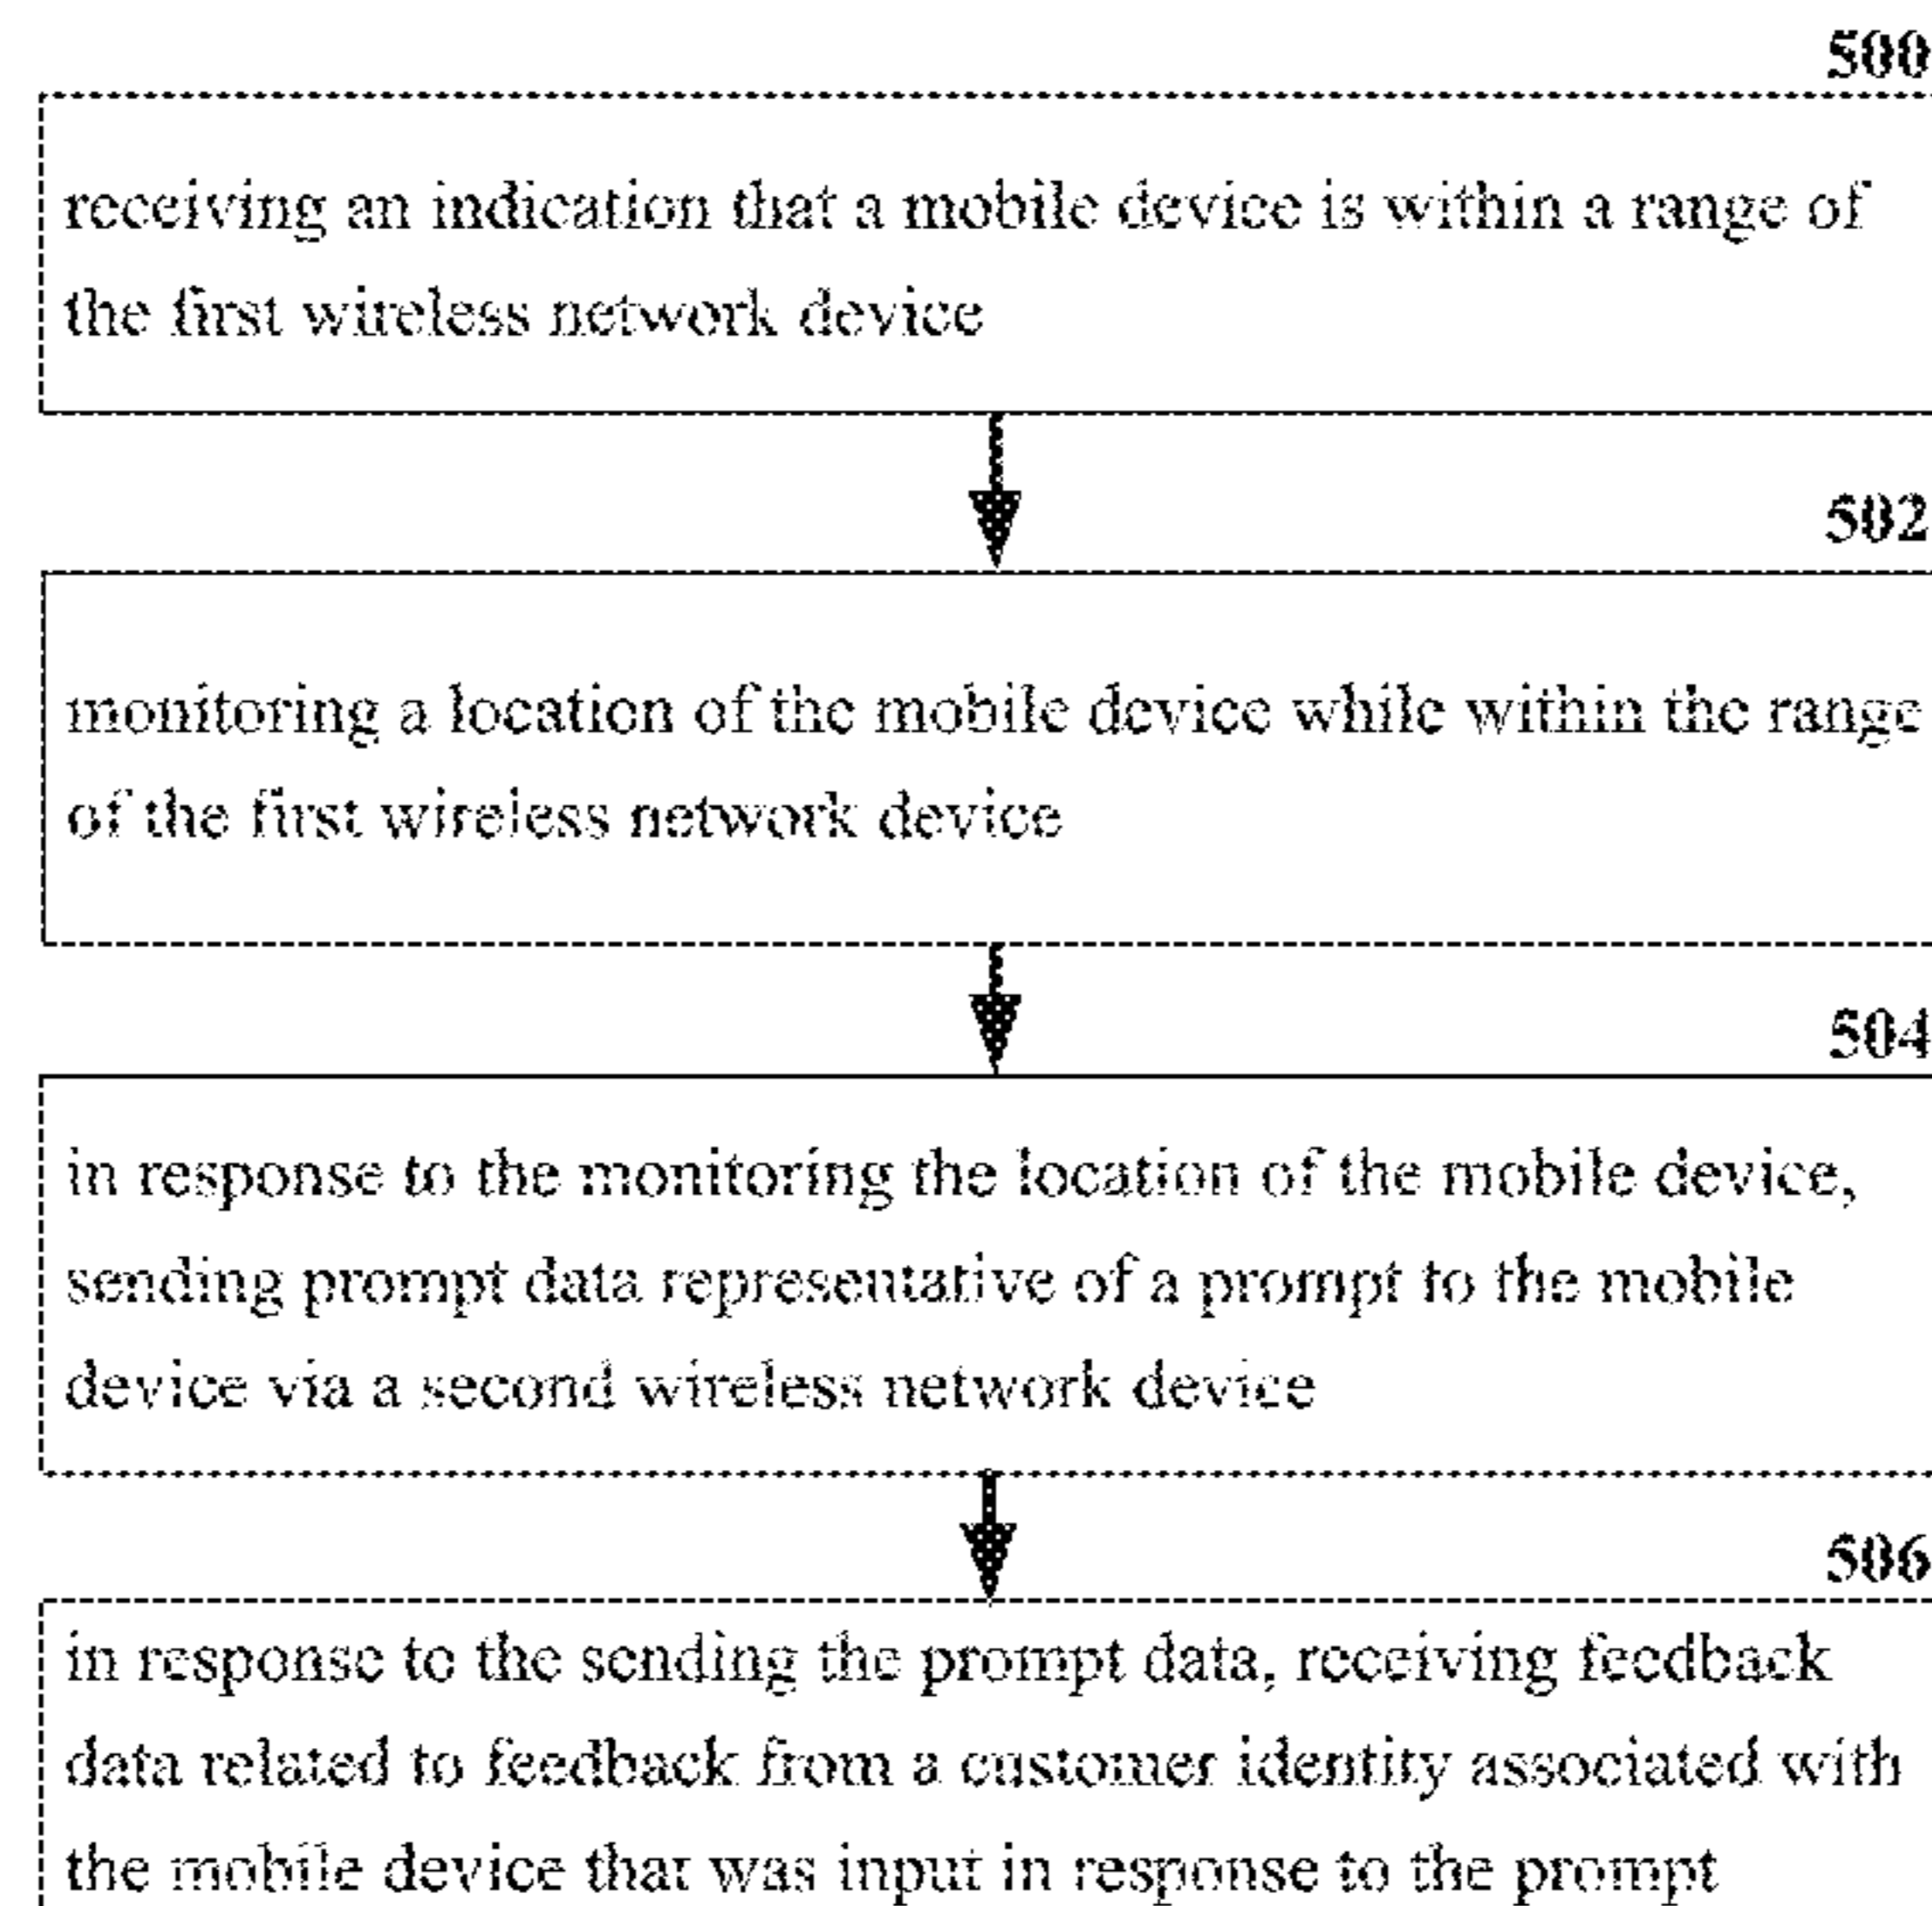 500
receiving an indication that a mobile device is within a range of
the first wireless network device
502
monitoring a location of the mobile device while within the range
of the first wireless network device
504
in response to the monitoring the location of the mobile device,
sending prompt data representative of a prompt to the mobile
device via a second wireless network device
506
in response to the sending the prompt data, receiving feedback
data related to feedback from a customer identity associated with
the mobile device that was input in response to the prompt